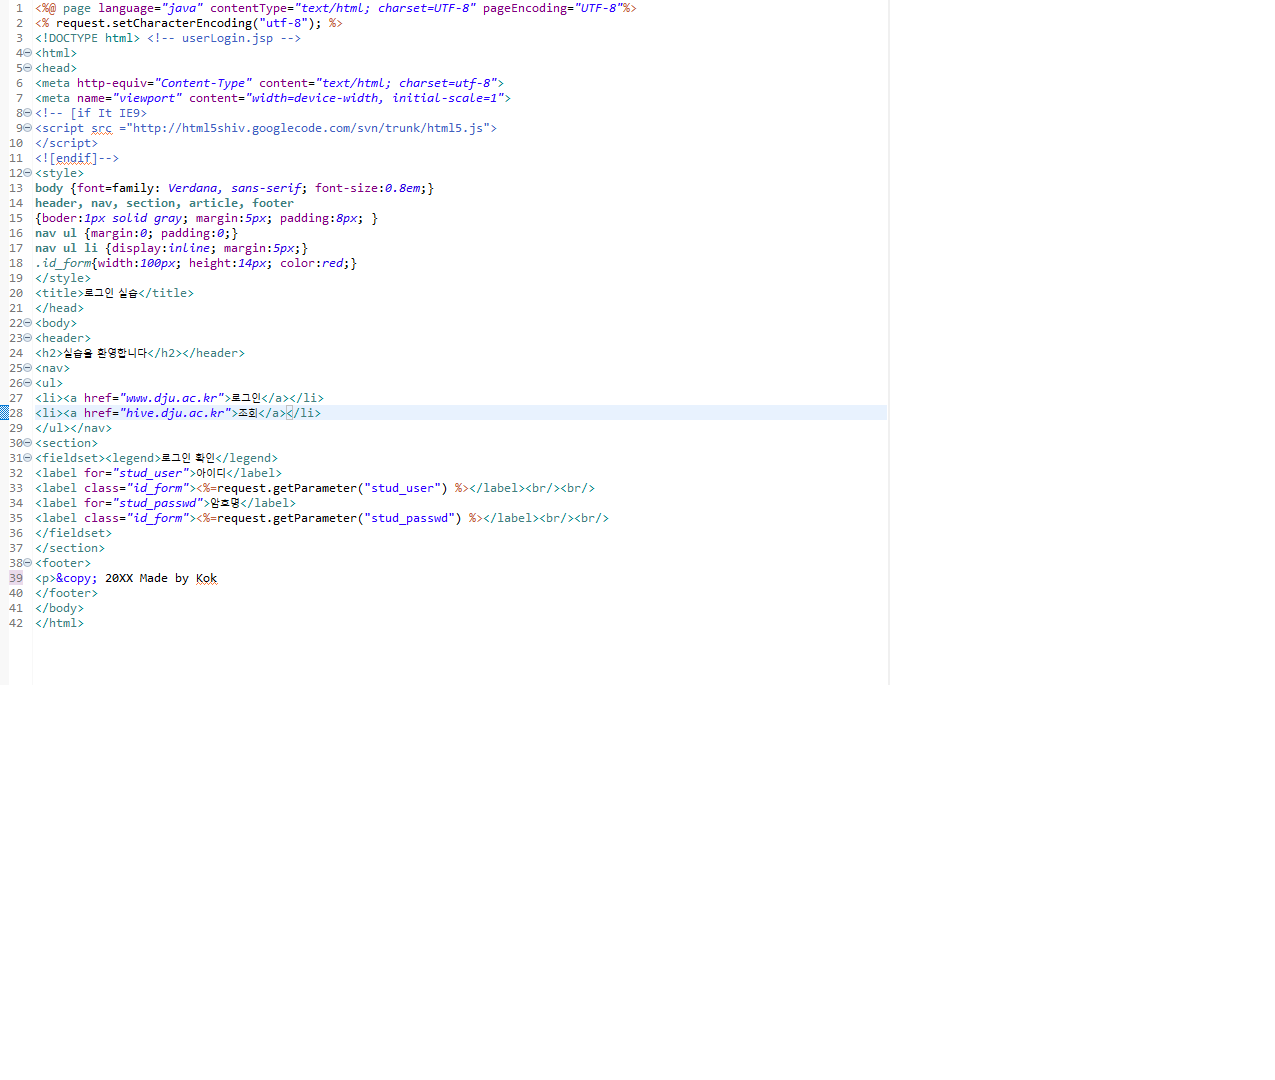 1 <%@ page language="java" contentType="text/html; charset=UTF-8" pageEncoding="UTF-8"%>
2 <% request.setCharacterEncoding("utf-8"); %>
3 <!DOCTYPE html> <!-- userLogin.jsp -->
4 <html>
5 <head>
6 <meta http-equiv="Content-Type" content="text/html; charset=utf-8">
7 <meta name="viewport" content="width=device-width, initial-scale=1">
8 <!-- [if It IE9>
9 <script src ="http://html5shiv.googlecode.com/svn/trunk/html5.js">
10 </script>
11 <![endif]-->
12 <style>
13 body {font=family: Verdana, sans-serif; font-size:0.8em;}
14 header, nav, section, article, footer
15 {boder:1px solid gray; margin:5px; padding:8px; }
16 nav ul {margin:0; padding:0;}
17 nav ul li {display:inline; margin:5px;}
18 .id_form{width:100px; height:14px; color:red;}
19 </style>
20 <title>로그인 실습</title>
21 </head>
22 <body>
23 <header>
24 <h2>실습을 환영합니다</h2></header>
25 <nav>
26 <ul>
27 <li><a href="www.dju.ac.kr">로그인</a></li>
28 <li><a href="hive.dju.ac.kr">조회</a></li>
29 </ul></nav>
30 <section>
31 <fieldset><legend>로그인 확인</legend>
32 <label for="stud_user">아이디</label>
33 <label class="id_form"><%=request.getParameter("stud_user") %></label><br/><br/>
34 <label for="stud_passwd">암호명</label>
35 <label class="id_form"><%=request.getParameter("stud_passwd") %></label><br/><br/>
36 </fieldset>
37 </section>
38 <footer>
39 <p>&copy; 20XX Made by Kok
40 </footer>
41 </body>
42 </html>